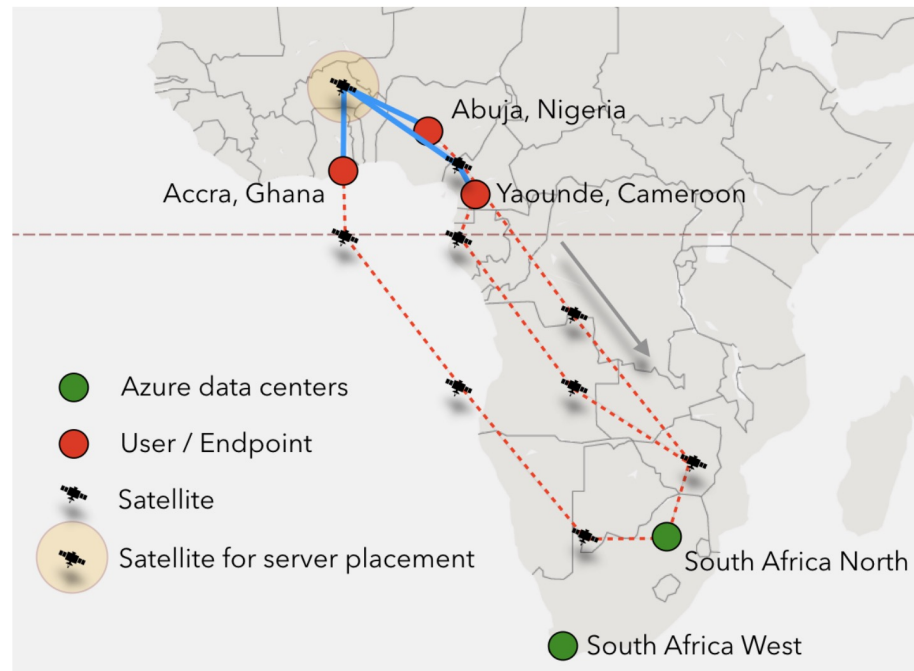 Abuja, Nigeria
Accra, Ghana
Yaounde, Cameroon
Azure data centers
User / Endpoint
Satellite
Satellite for server placement
South Africa North
South Africa West